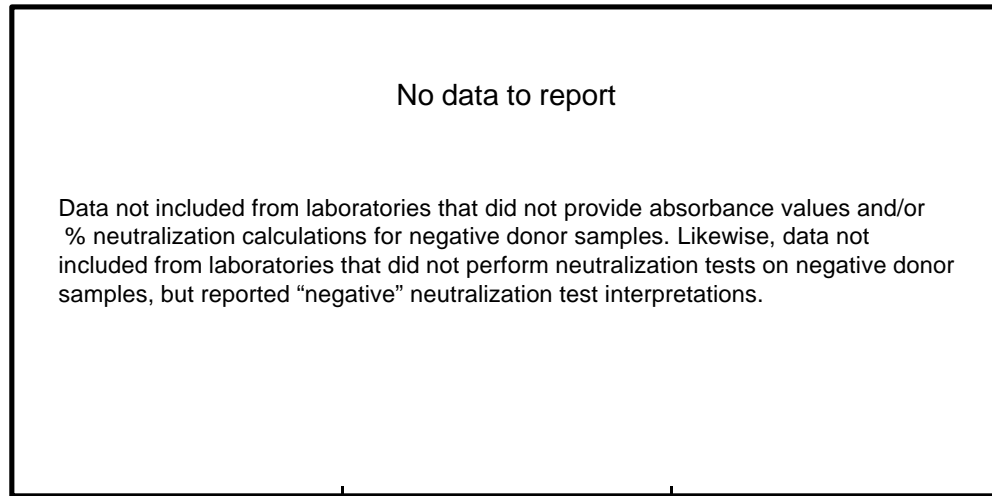 No data to report
Data not included from laboratories that did not provide absorbance values and/or
% neutralization calculations for negative donor samples. Likewise, data not
included from laboratories that did not perform neutralization tests on negative donor
samples, but reported “negative” neutralization test interpretations.